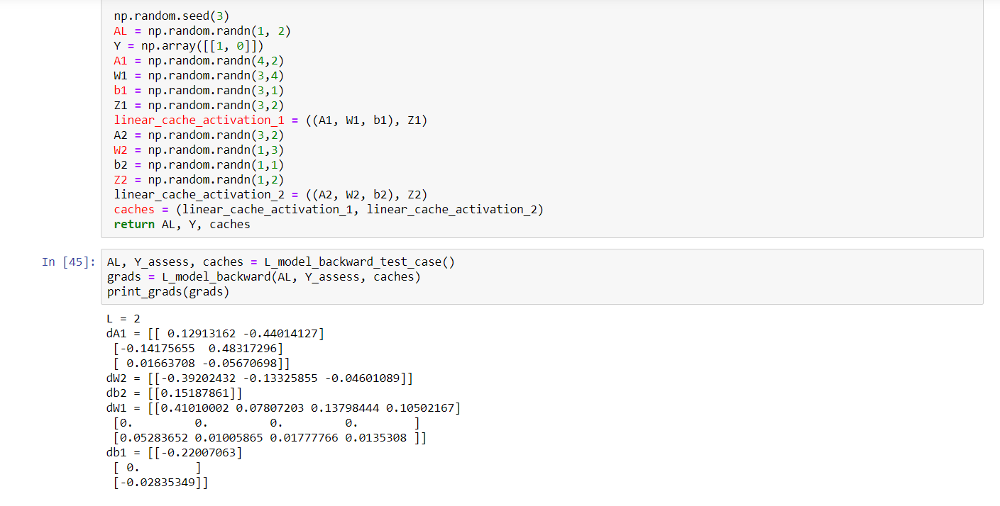 np.random.seed(3)
AL = np.random.randn(1, 2)
Y = np.array([[1, 0]])
A1 = np.random.randn(4,2)
W1 = np.random.randn(3,4)
b1 = np.random.randn(3,1)
Z1 = np.random.randn(3,2)
linear_cache_activation_1 = ((A1, W1, b1), Z1)
A2 = np.random.randn(3,2)
W2 = np.random.randn(1,3)
b2 = np.random.randn(1,1)
Z2 = np.random.randn(1,2)
linear_cache_activation_2 = ((A2, W2, b2), Z2)
caches = (linear_cache_activation_1, linear_cache_activation_2)
return AL, Y, caches
In [45]: AL, Y_assess, caches = L_model_backward_test_case()
grads = L_model_backward(AL, Y_assess, caches)
print_grads(grads)
L = 2
dA1 = [[ 0.12913162 -0.44014127]
 [-0.14175655  0.48317296]
 [ 0.01663708 -0.05670698]]
dW2 = [[-0.39202432 -0.13325855 -0.04601089]]
db2 = [[0.15187861]]
dW1 = [[0.41010002 0.07807203 0.13798444 0.10502167]
 [0.         0.         0.         0.        ]
 [0.05283652 0.01005865 0.01777766 0.0135308 ]]
db1 = [[-0.22007063]
 [ 0.        ]
 [-0.02835349]]